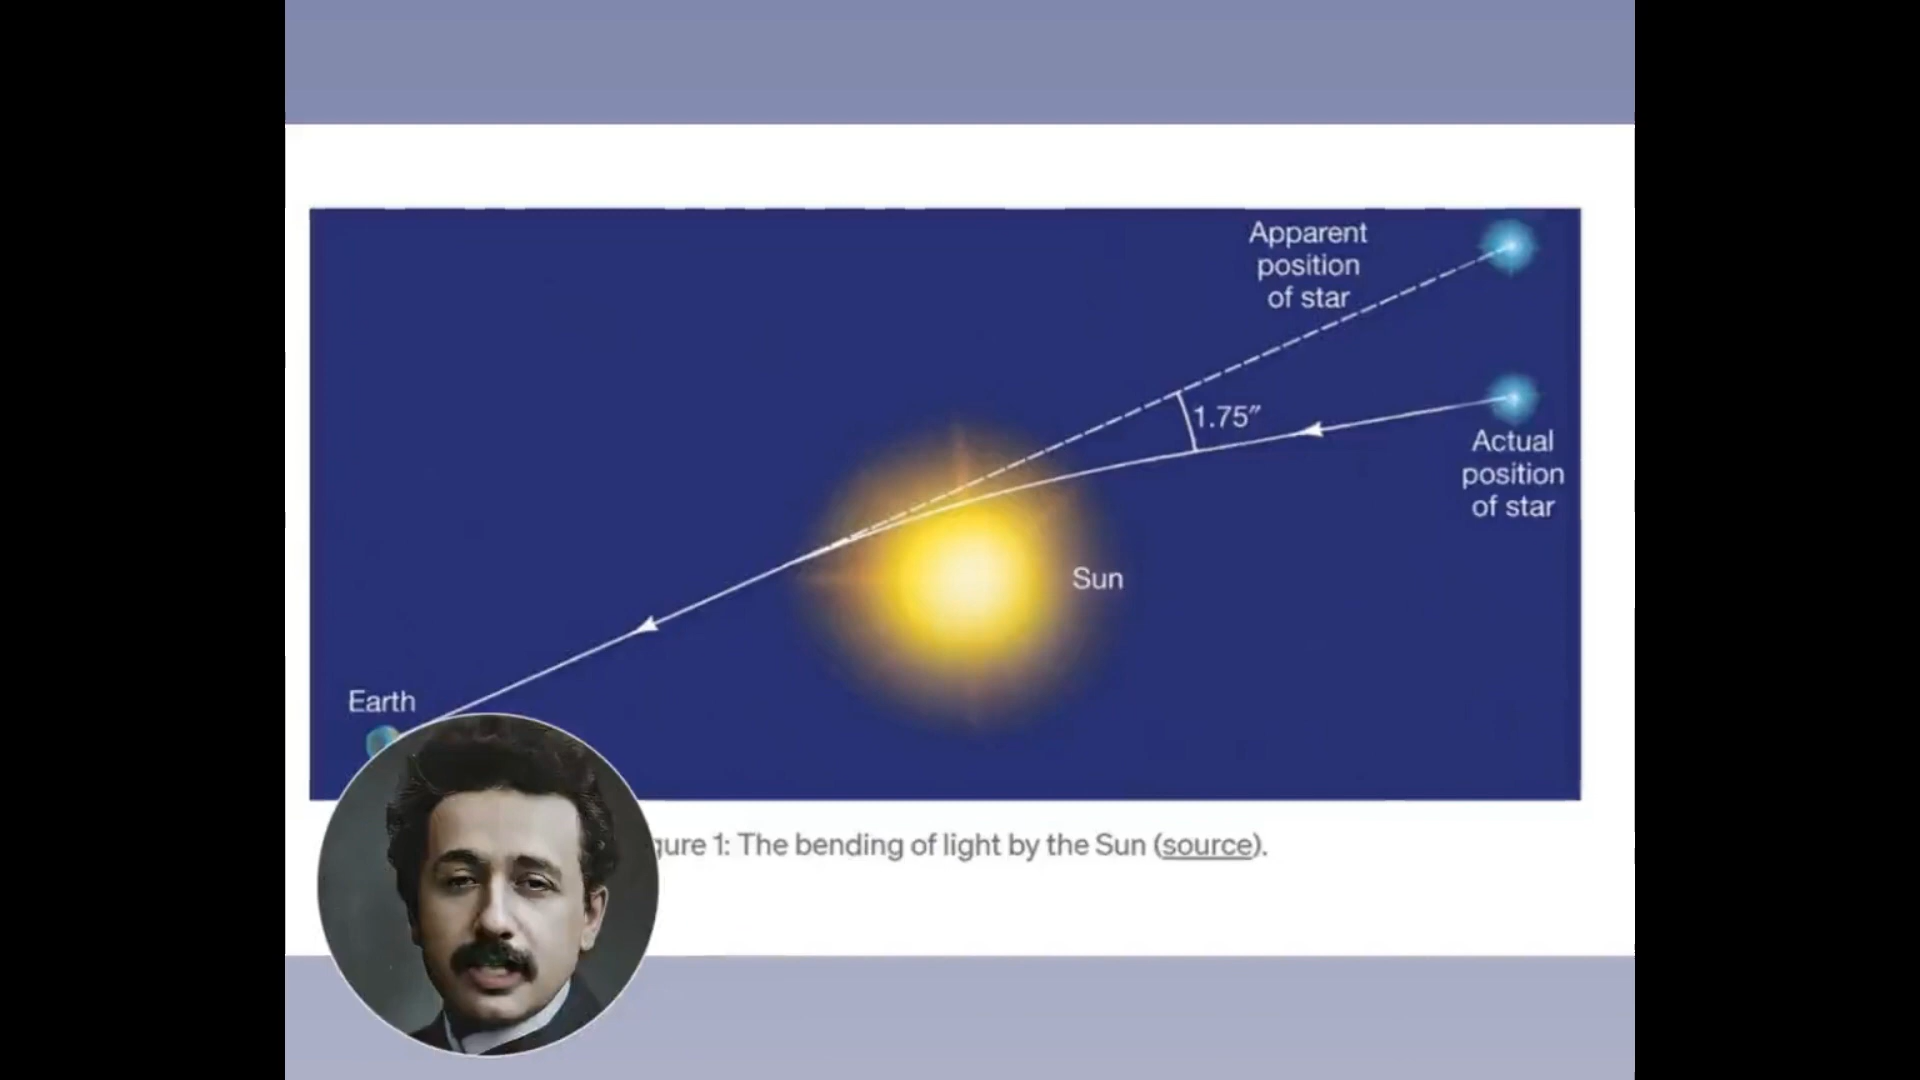 Apparent
position
of star
1.75″
Actual
position
of star
Sun
Earth
gure 1: The bending of light by the Sun (source).